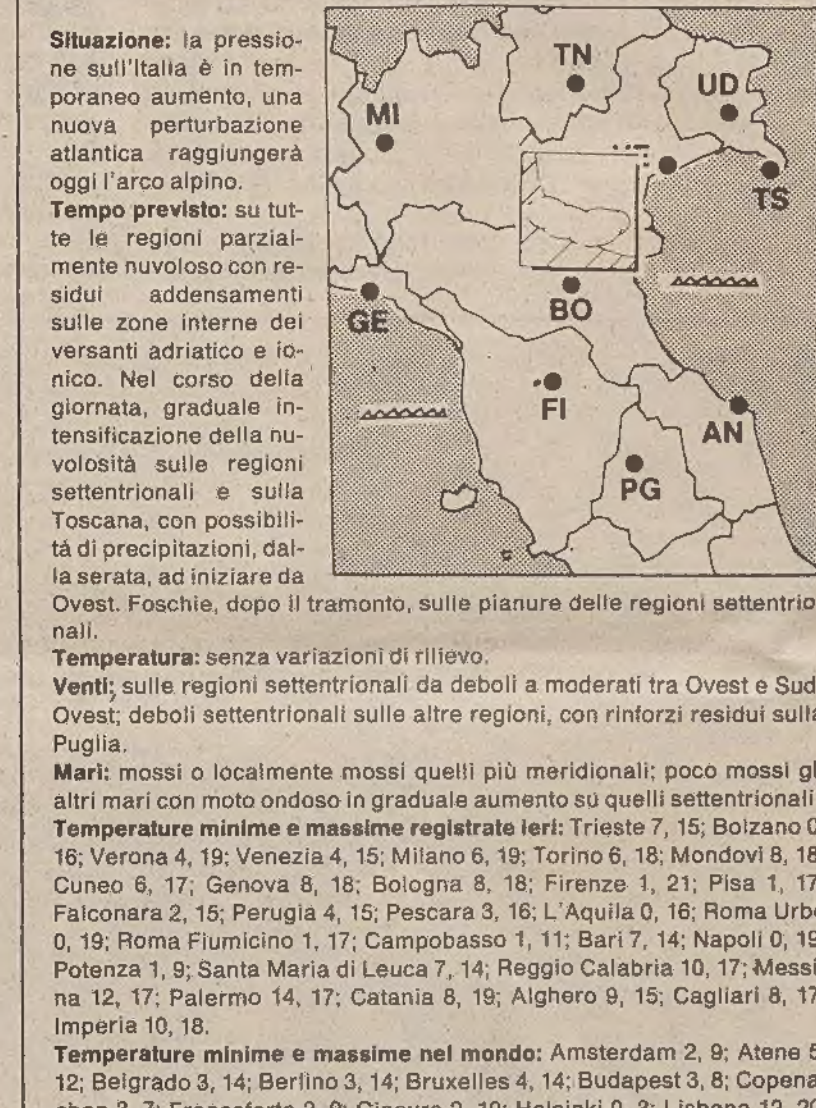 Situazione: la pressio-
ne sull'Italia è in tem-
poraneo aumento, una
nuova perturbazione
atlantica raggiungerà
oggi l'arco alpino.
Tempo previsto: su tut-
te le regioni parzial-
mente nuvoloso con re-
sidui addensamenti
sulle zone interne dei
versanti adriatico e io-
nico. Nel corso della
giornata, graduale in-
tensificazione della nu-
volosità sulle regioni
settentrionali e sulla
Toscana, con possibili-
tà di precipitazioni, dal-
la serata, ad iniziare da
Ovest. Foschie, dopo il tramonto, sulle pianure delle regioni settentrio
nali.
Temperatura: senza variazioni di rilievo.
Venti; sulle regioni settentrionali da deboli a moderati tra Ovest e Sud
Ovest; deboli settentrionali sulle altre regioni, con rinforzi residui sulla
Puglia.
Mari: mossi o localmente mossi quelli più meridionali; poco mossi gl
altri mari con moto ondoso in graduale aumento su quelli settentrionali
Temperature minime e massime registrate ieri: Trieste 7, 15; Bolzano 0
16; Verona 4, 19; Venezia 4, 15; Milano 6, 19; Torino 6, 18; Mondovì 8, 18
Cuneo 6, 17; Genova 8, 18; Bologna 8, 18; Firenze 1, 21; Pisa 1, 17
Falconara 2, 15; Perugia 4, 15; Pescara 3, 16; L'Aquila 0, 16; Roma Urbe
0, 19; Roma Fiumicino 1, 17; Campobasso 1, 11; Bari 7, 14; Napoli 0, 19
Potenza 1, 9; Santa Maria di Leuca 7, 14; Reggio Calabria 10, 17; Messi
na 12, 17; Palermo 14, 17; Catania 8, 19; Alghero 9, 15; Cagliari 8, 17
Imperia 10, 18.
Temperature minime e massime nel mondo: Amsterdam 2, 9; Atene 5
12; Belgrado 3, 14; Berlino 3, 14; Bruxelles 4, 14; Budapest 3, 8; Copena
TN
UD
MI
TS
GE
BO
FI
AN
PG